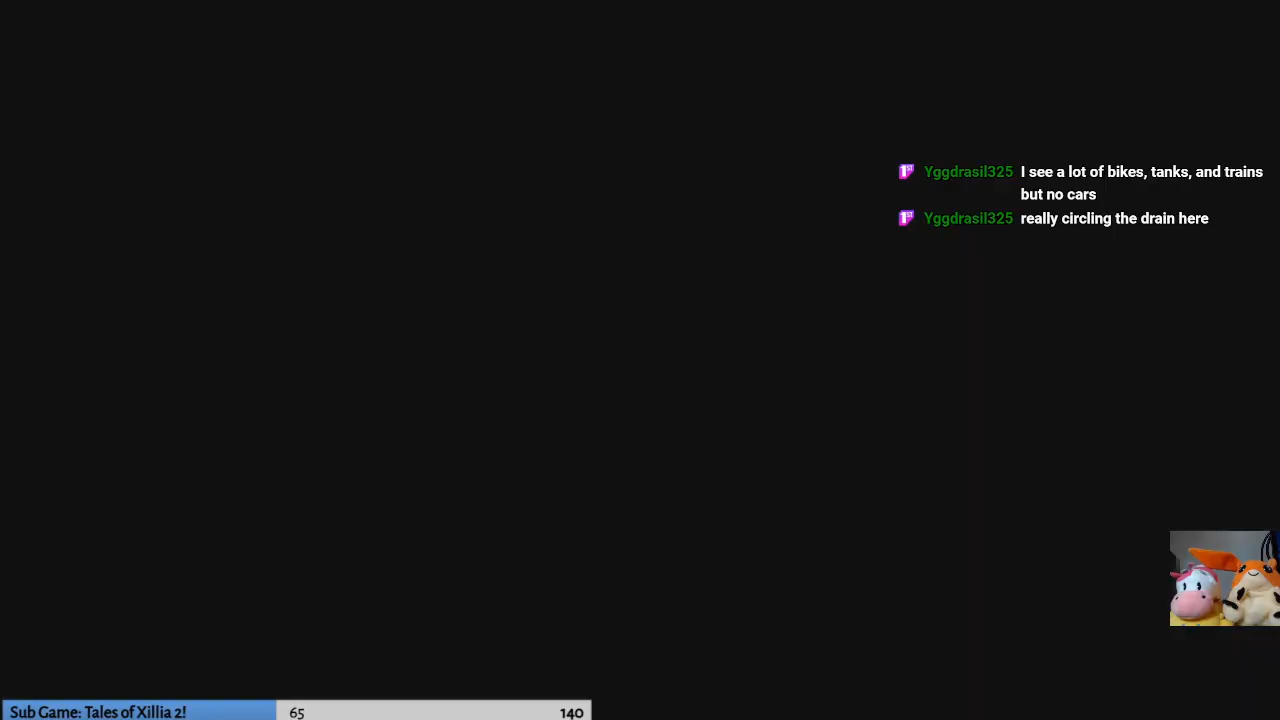 Yggdrasil325 I see a lot of bikes, tanks, and trains
but no cars
Yggdrasil325 really circling the drain here
Sub Game: Tales of Xillia 2! 65 140